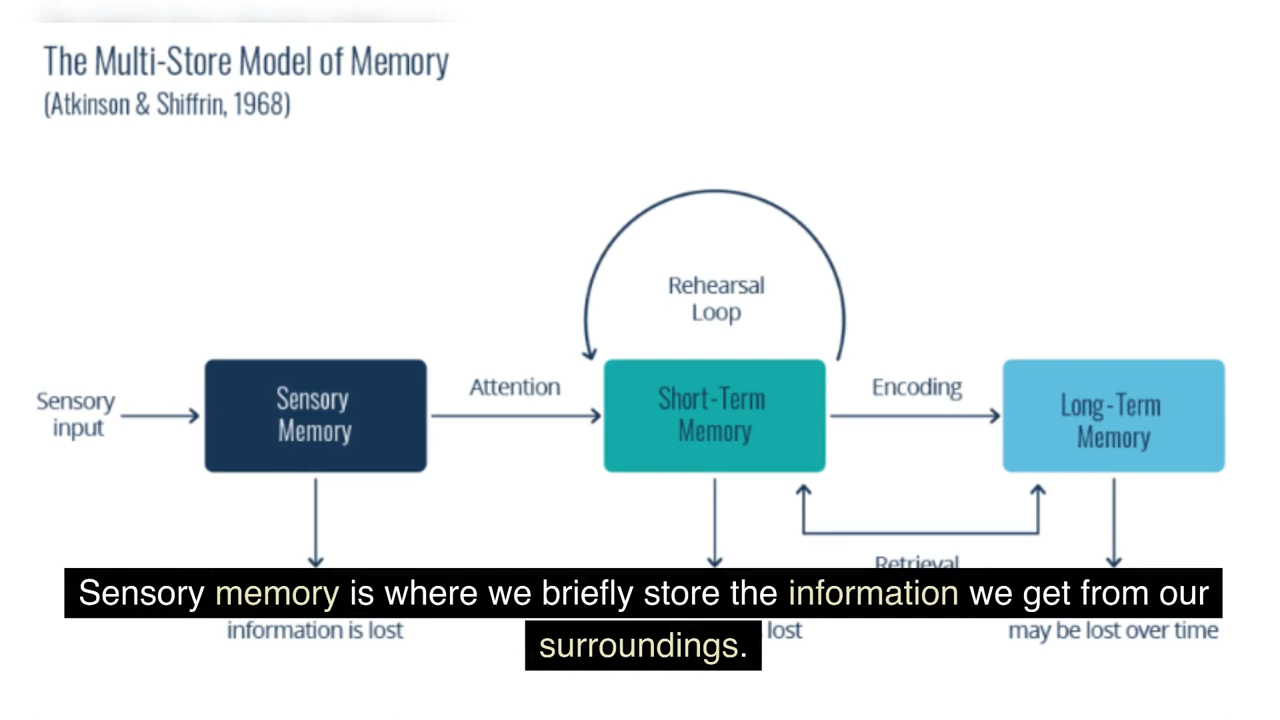 The Multi-Store Model of Memory
(Atkinson & Shiffrin, 1968)
Rehearsal
Loop
Sensory
input
Sensory
Memory
Attention
Short-Term
Memory
Encoding
Long-Term
Memory
Retrieval
Sensory memory is where we briefly store the information we get from our
surroundings.
information is lost
lost
may be lost over time